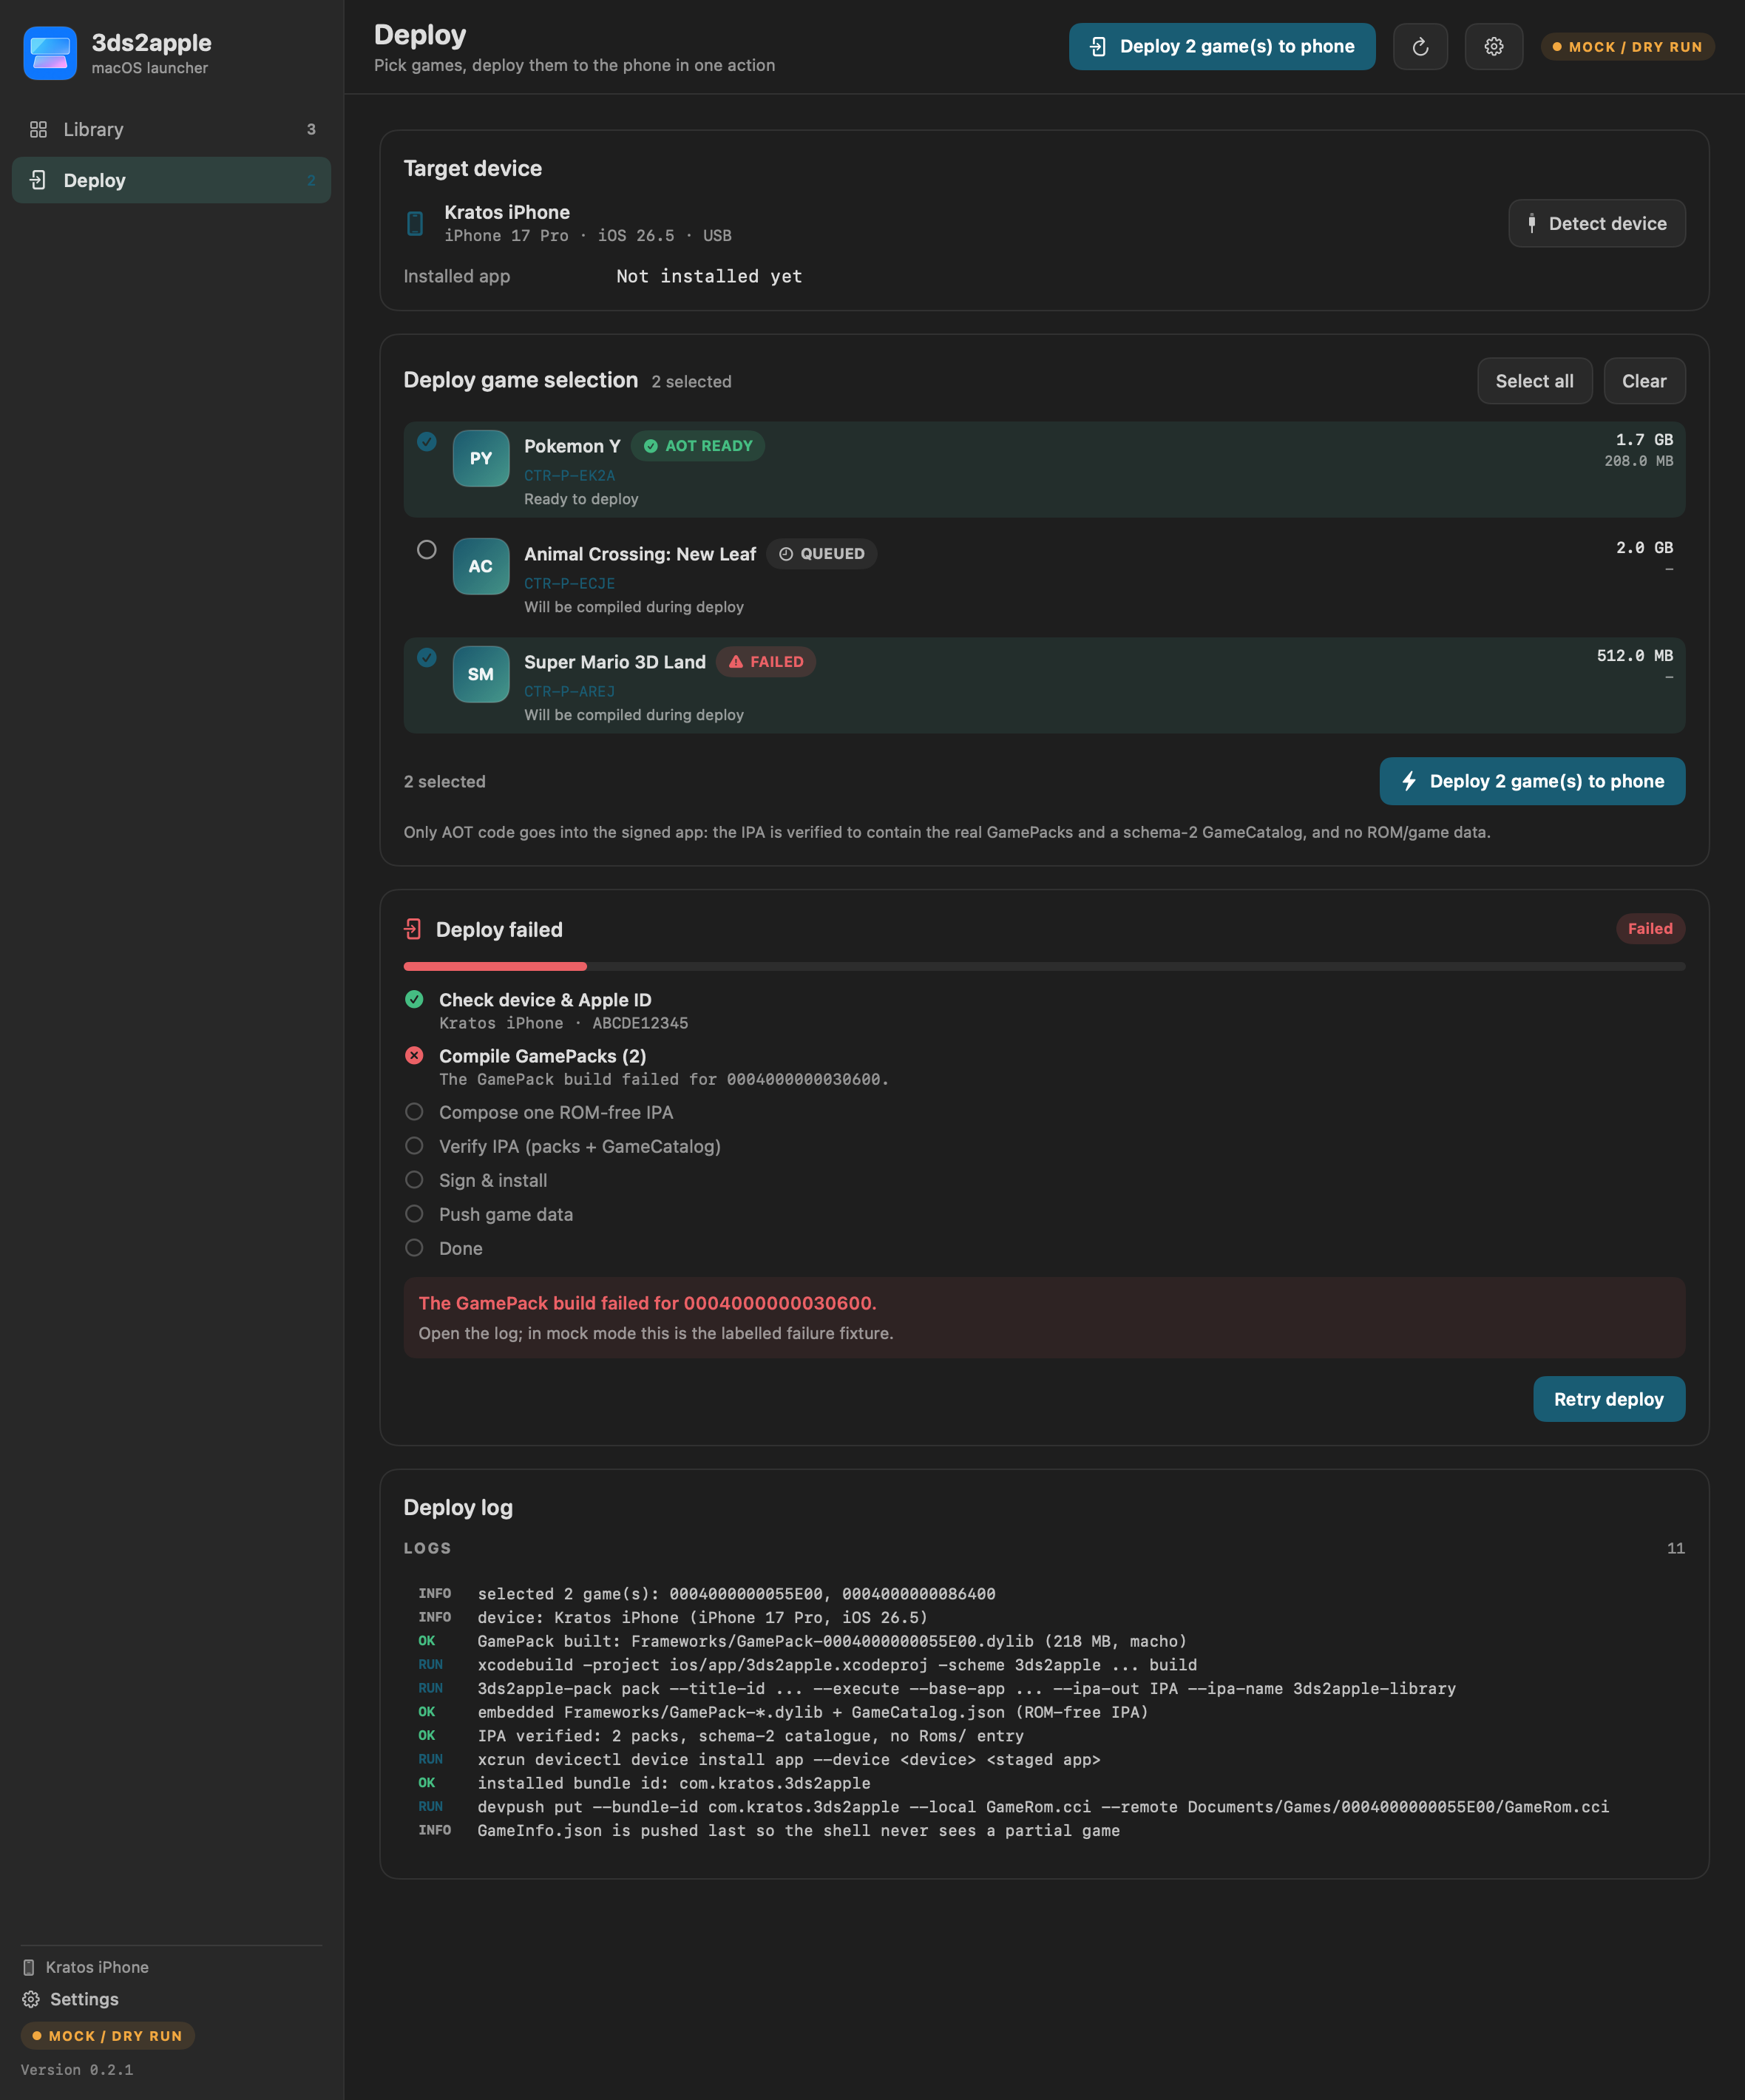 3ds2apple
macOS launcher
Library 3
Deploy 2
Kratos iPhone
Settings
MOCK / DRY RUN
Version 0.2.1
Deploy
Pick games, deploy them to the phone in one action
Deploy 2 game(s) to phone
MOCK / DRY RUN
Target device
Kratos iPhone
iPhone 17 Pro · iOS 26.5 · USB
Detect device
Installed app Not installed yet
Deploy game selection 2 selected
Select all Clear
PY
Pokemon Y AOT READY
CTR-P-EK2A
Ready to deploy
1.7 GB
208.0 MB
AC
Animal Crossing: New Leaf QUEUED
CTR-P-ECJE
Will be compiled during deploy
2.0 GB
–
SM
Super Mario 3D Land FAILED
CTR-P-AREJ
Will be compiled during deploy
512.0 MB
–
2 selected
Deploy 2 game(s) to phone
Only AOT code goes into the signed app: the IPA is verified to contain the real GamePacks and a schema-2 GameCatalog, and no ROM/game data.
Deploy failed Failed
Check device & Apple ID
Kratos iPhone · ABCDE12345
Compile GamePacks (2)
The GamePack build failed for 0004000000030600.
Compose one ROM-free IPA
Verify IPA (packs + GameCatalog)
Sign & install
Push game data
Done
The GamePack build failed for 0004000000030600.
Open the log; in mock mode this is the labelled failure fixture.
Retry deploy
Deploy log
LOGS 11
INFO selected 2 game(s): 0004000000055E00, 0004000000086400
INFO device: Kratos iPhone (iPhone 17 Pro, iOS 26.5)
OK GamePack built: Frameworks/GamePack-0004000000055E00.dylib (218 MB, macho)
RUN xcodebuild -project ios/app/3ds2apple.xcodeproj -scheme 3ds2apple ... build
RUN 3ds2apple-pack pack --title-id ... --execute --base-app ... --ipa-out IPA --ipa-name 3ds2apple-library
OK embedded Frameworks/GamePack-*.dylib + GameCatalog.json (ROM-free IPA)
OK IPA verified: 2 packs, schema-2 catalogue, no Roms/ entry
RUN xcrun devicectl device install app --device <device> <staged app>
OK installed bundle id: com.kratos.3ds2apple
RUN devpush put --bundle-id com.kratos.3ds2apple --local GameRom.cci --remote Documents/Games/0004000000055E00/GameRom.cci
INFO GameInfo.json is pushed last so the shell never sees a partial game